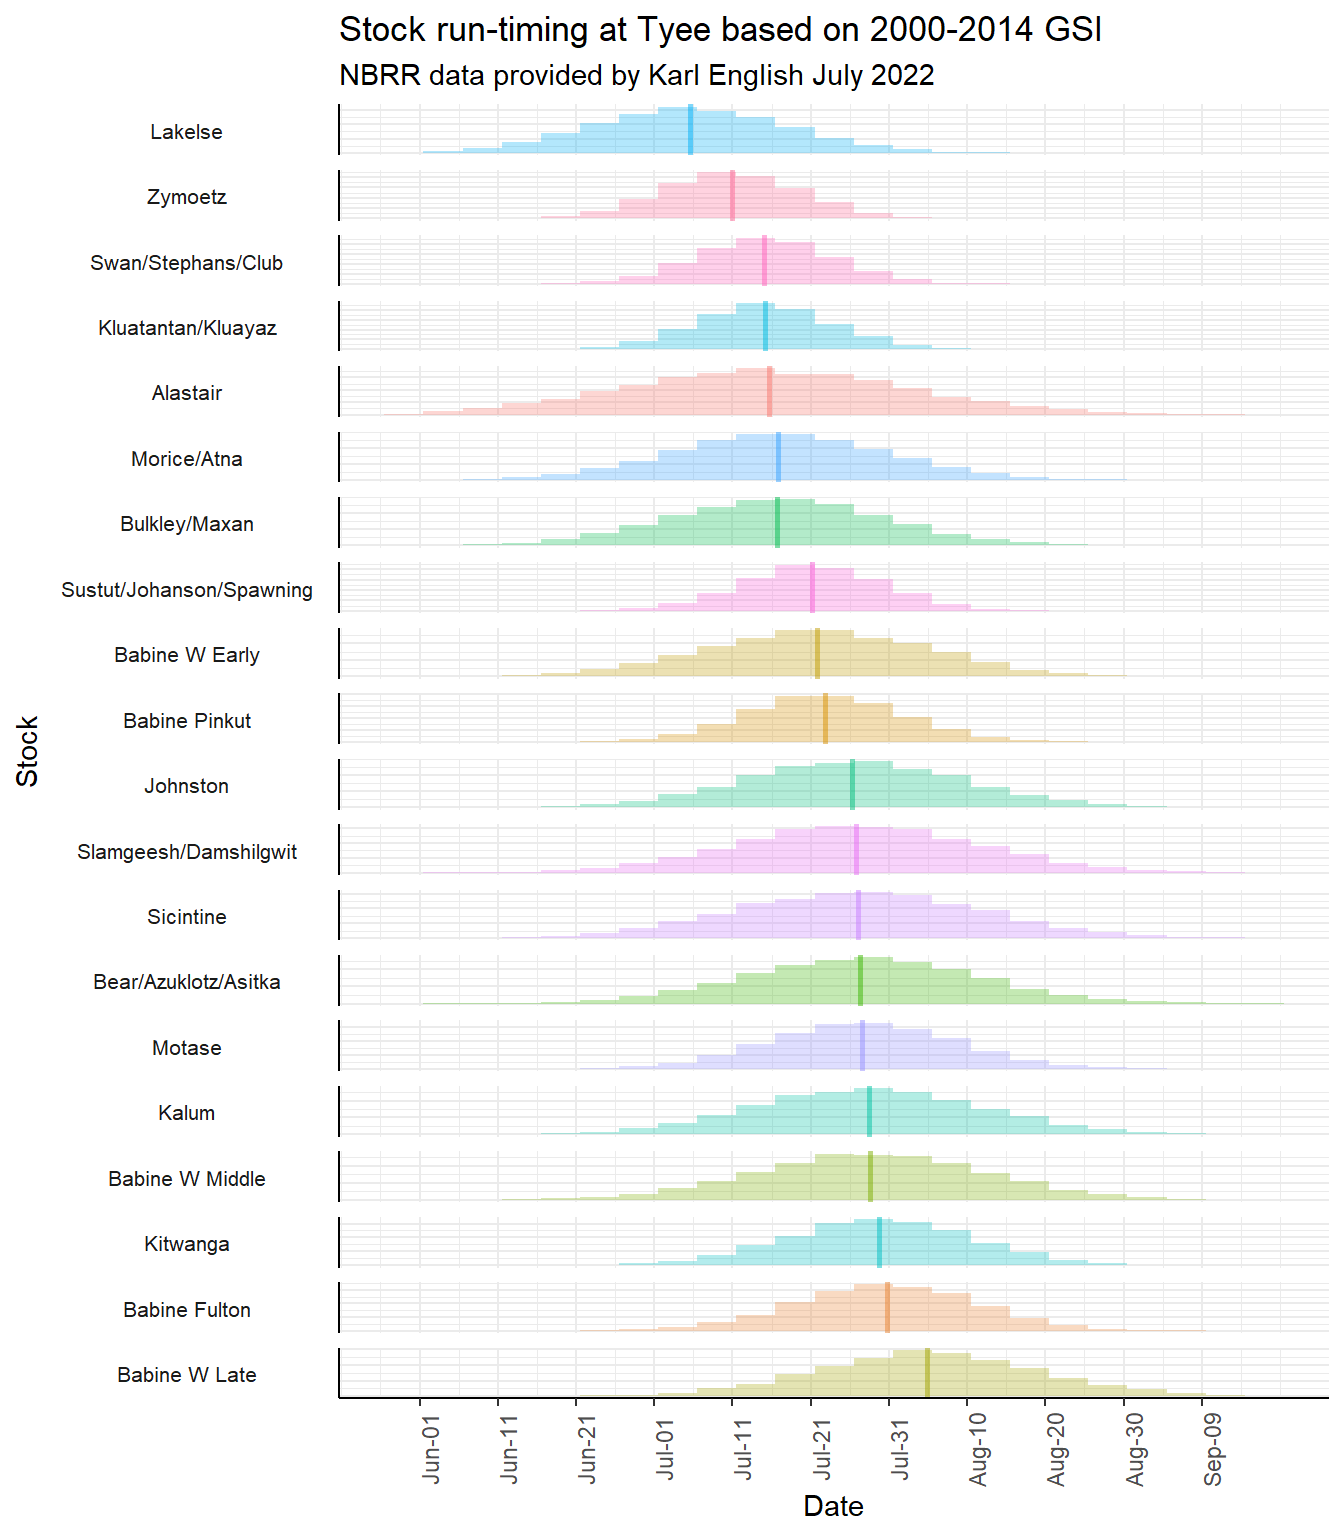 Stock run-timing at Tyee based on 2000-2014 GSI
NBRR data provided by Karl English July 2022
Lakelse
Zymoetz
Swan/Stephans/Club
Kluatantan/Kluayaz
Alastair
Morice/Atna
Bulkley/Maxan
Sustut/Johanson/Spawning
Babine W Early
Babine Pinkut
Johnston
Slamgeesh/Damshilgwit
Sicintine
Bear/Azuklotz/Asitka
Motase
Kalum
Babine W Middle
Kitwanga
Babine Fulton
Babine W Late
Stock
Jun-01
Jun-11
Jun-21
Jul-01
Jul-11
Jul-21
Jul-31
Aug-10
Aug-20
Aug-30
Sep-09
Date